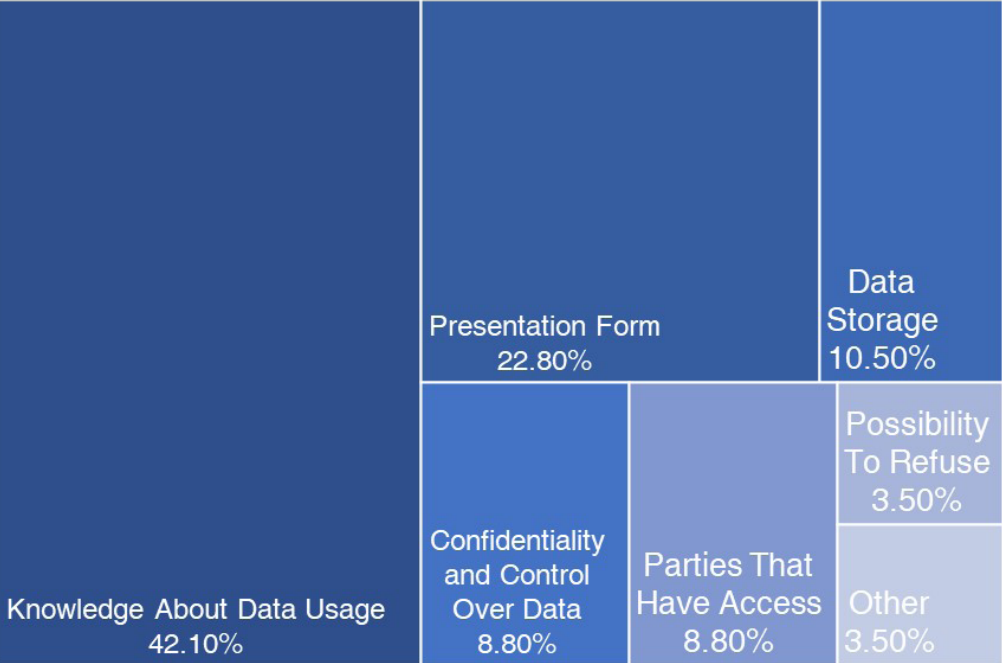 Presentation Form
22.80%
Data
Storage
10.50%
Knowledge About Data Usage
42.10%
Confidentiality
and Control
Over Data
8.80%
Parties That
Have Access
8.80%
Possibility
To Refuse
3.50%
Other
3.50%